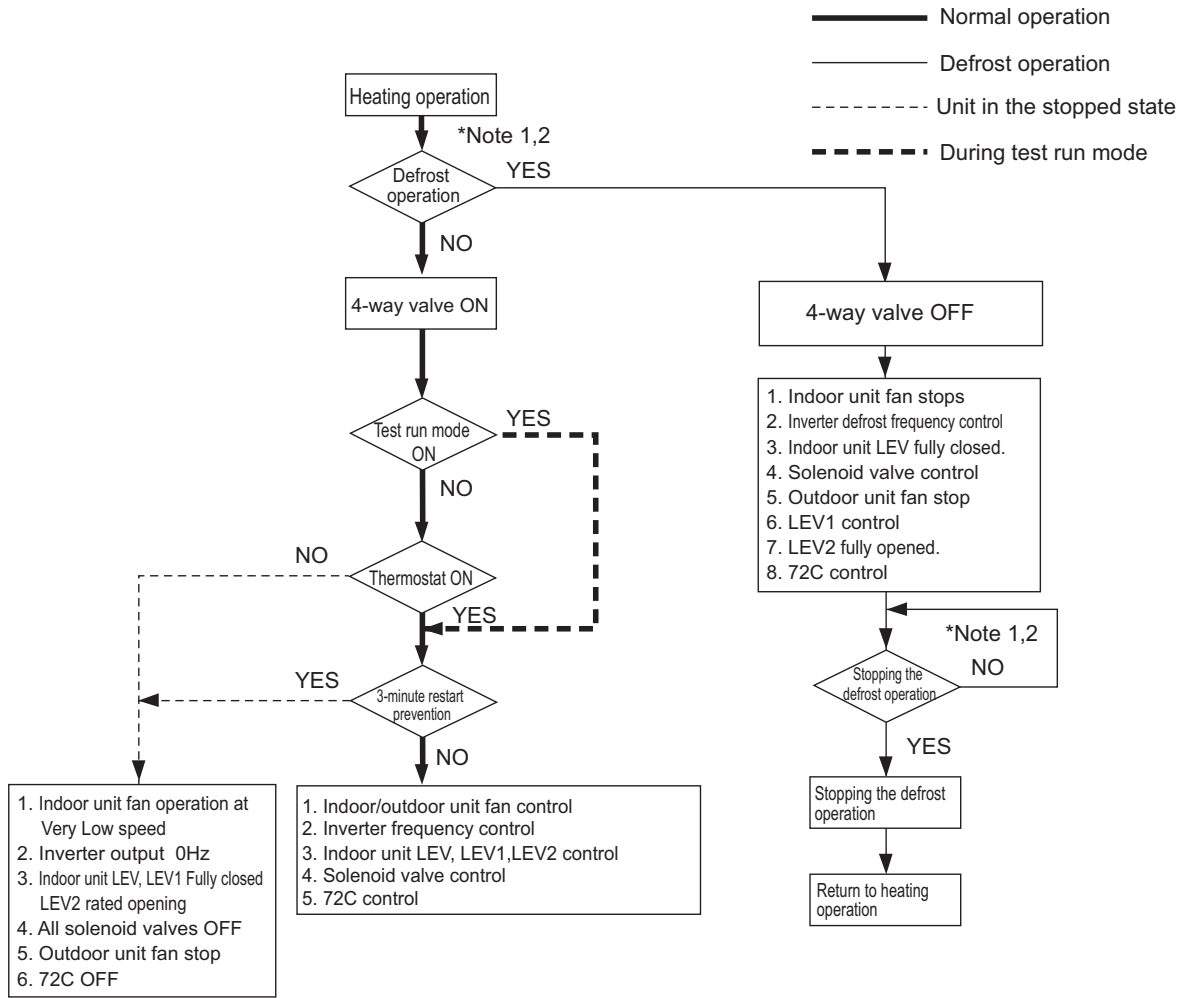 Normal operation
Defrost operation
Unit in the stopped state
During test run mode
Heating operation
*Note 1,2
Defrost
operation
YES
NO
4-way valve ON
4-way valve OFF
Test run mode
ON
YES
NO
1. Indoor unit fan stops
2. Inverter defrost frequency control
3. Indoor unit LEV fully closed.
4. Solenoid valve control
5. Outdoor unit fan stop
6. LEV1 control
7. LEV2 fully opened.
8. 72C control
NO
Thermostat ON
YES
*Note 1,2
NO
Stopping the
defrost operation
YES
YES
3-minute restart
prevention
NO
1. Indoor unit fan operation at
Very Low speed
2. Inverter output 0Hz
3. Indoor unit LEV, LEV1 Fully closed
LEV2 rated opening
4. All solenoid valves OFF
5. Outdoor unit fan stop
6. 72C OFF
1. Indoor/outdoor unit fan control
2. Inverter frequency control
3. Indoor unit LEV, LEV1,LEV2 control
4. Solenoid valve control
5. 72C control
Stopping the defrost
operation
Return to heating
operation